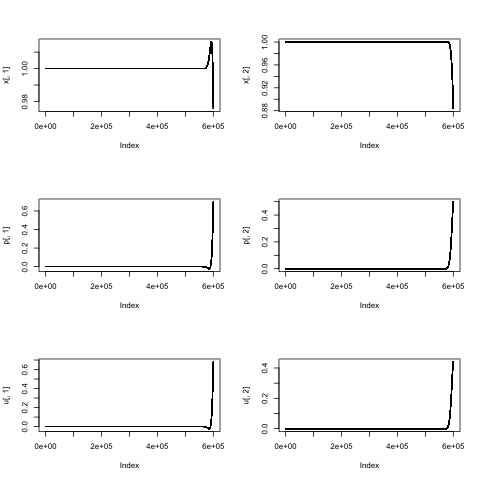 x[, 1]
0.98 1.00
0e+00 2e+05 4e+05 6e+05
Index
x[, 2]
0.88 0.92 0.96 1.00
0e+00 2e+05 4e+05 6e+05
Index
p[, 1]
0.0 0.2 0.4 0.6
0e+00 2e+05 4e+05 6e+05
Index
p[, 2]
0.0 0.2 0.4
0e+00 2e+05 4e+05 6e+05
Index
u[, 1]
0.0 0.2 0.4 0.6
0e+00 2e+05 4e+05 6e+05
Index
u[, 2]
0.0 0.2 0.4
0e+00 2e+05 4e+05 6e+05
Index